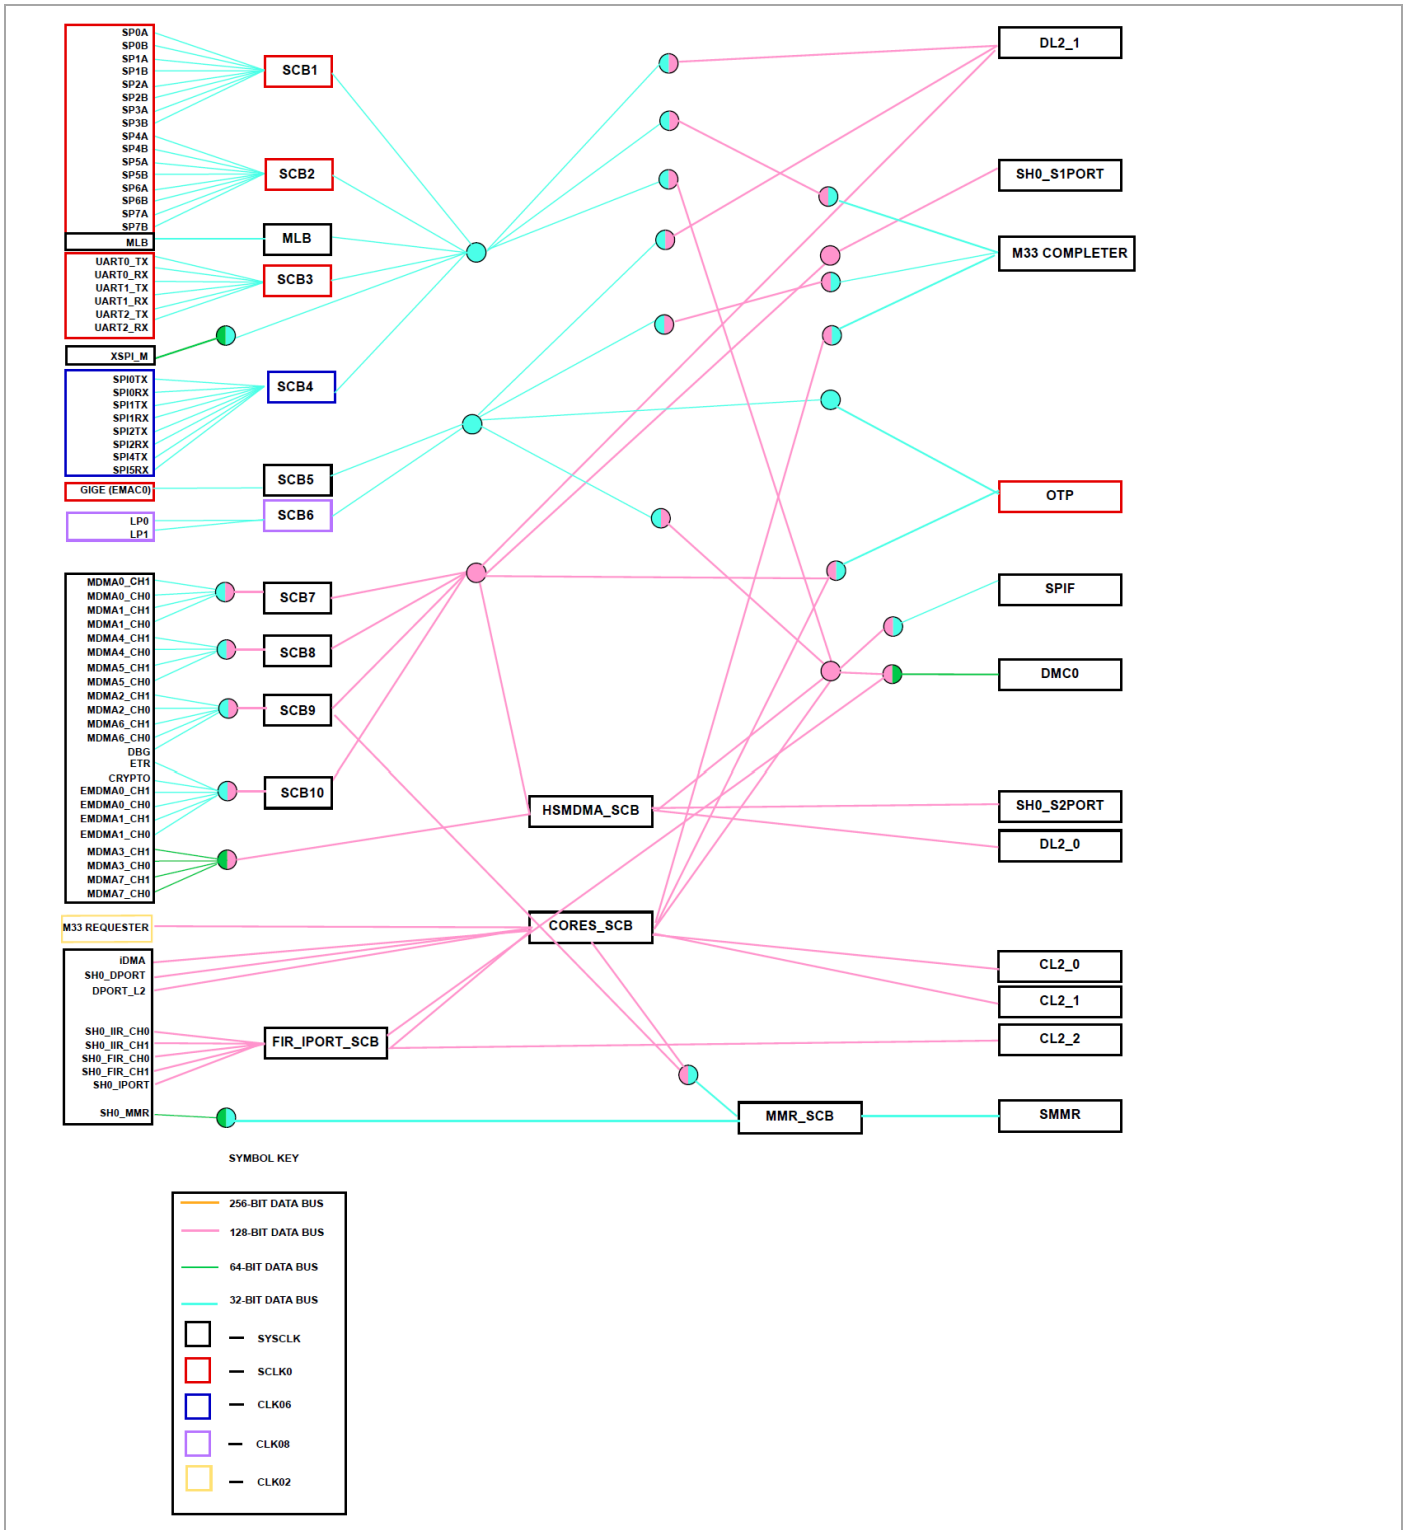 SP0A
SP0B
SP1A
SP1B
SP2A
SP2B
SP3A
SP3B
SP4A
SP4B
SP5A
SP5B
SP6A
SP6B
SP7A
SP7B
MLB
UART0_TX
UART0_RX
UART1_TX
UART1_RX
UART2_TX
UART2_RX
XSPI_M
SPI0TX
SPI0RX
SPI1TX
SPI1RX
SPI2TX
SPI2RX
SPI4TX
SPI5RX
GIGE (EMAC0)
LP0
LP1
MDMA0_CH1
MDMA0_CH0
MDMA1_CH1
MDMA1_CH0
MDMA4_CH1
MDMA4_CH0
MDMA5_CH1
MDMA5_CH0
MDMA2_CH1
MDMA2_CH0
MDMA6_CH1
MDMA6_CH0
DBG
ETR
CRYPTO
EMDMA0_CH1
EMDMA0_CH0
EMDMA1_CH1
EMDMA1_CH0
MDMA3_CH1
MDMA3_CH0
MDMA7_CH1
MDMA7_CH0
M33 REQUESTER
iDMA
SH0_DPORT
DPORT_L2
SH0_IIR_CH0
SH0_IIR_CH1
SH0_FIR_CH0
SH0_FIR_CH1
SH0_IPORT
SH0_MMR
SCB1
SCB2
MLB
SCB3
SCB4
SCB5
SCB6
SCB7
SCB8
SCB9
SCB10
FIR_IPORT_SCB
HSMDMA_SCB
CORES_SCB
MMR_SCB
DL2_1
SH0_S1PORT
M33 COMPLETER
OTP
SPIF
DMC0
SH0_S2PORT
DL2_0
CL2_0
CL2_1
CL2_2
SMMR
SYMBOL KEY
256-BIT DATA BUS
128-BIT DATA BUS
64-BIT DATA BUS
32-BIT DATA BUS
SYSCLK
SCLK0
CLK06
CLK08
CLK02